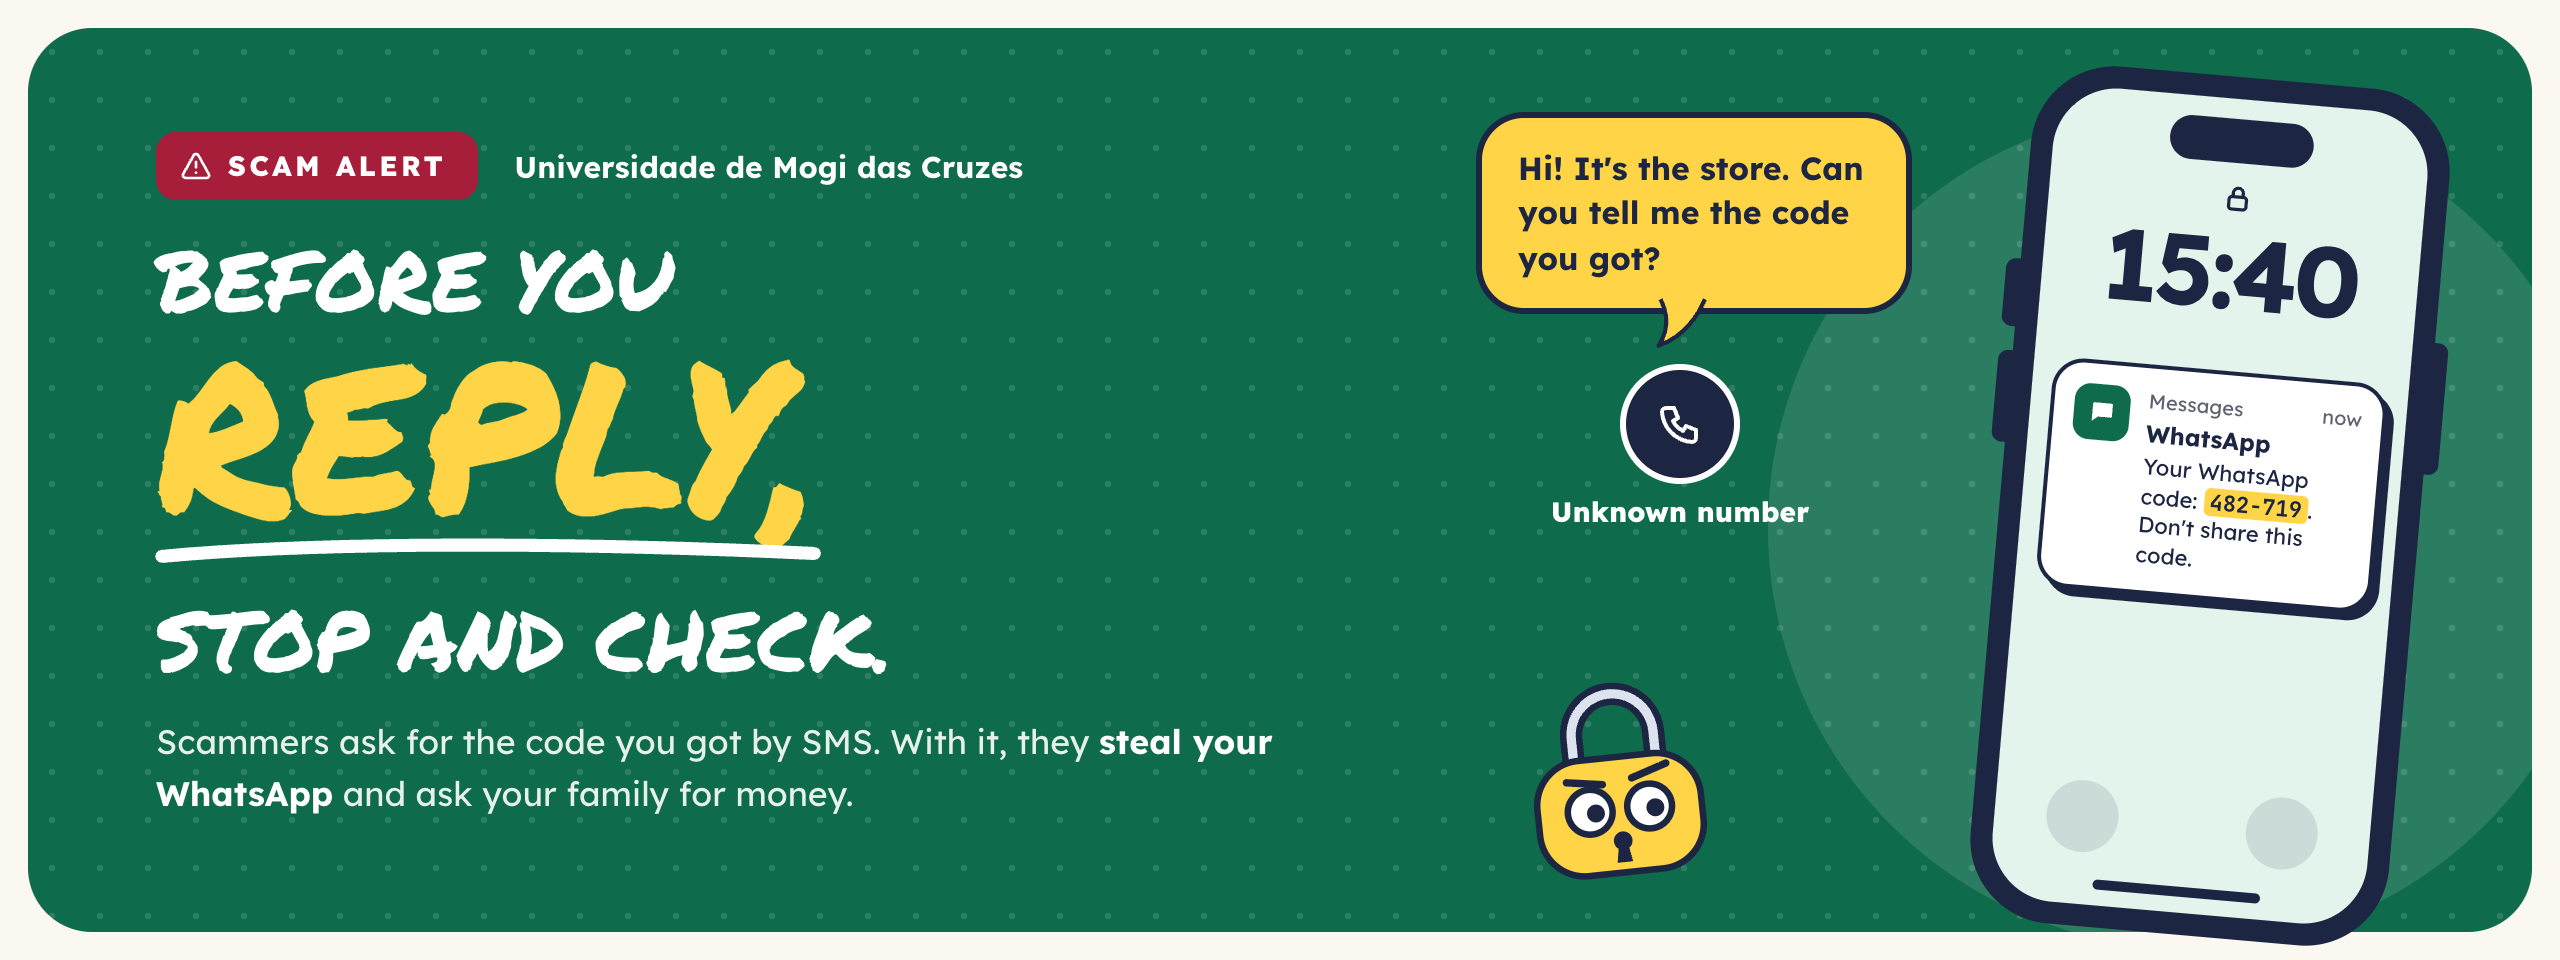 SCAM ALERT
Universidade de Mogi das Cruzes
BEFORE YOU
REPLY,
STOP AND CHECK.
Scammers ask for the code you got by SMS. With it, they steal your
WhatsApp and ask your family for money.
Hi! It's the store. Can
you tell me the code
you got?
Unknown number
15:40
Messages
now
WhatsApp
Your WhatsApp
code: 482-719.
Don't share this
code.